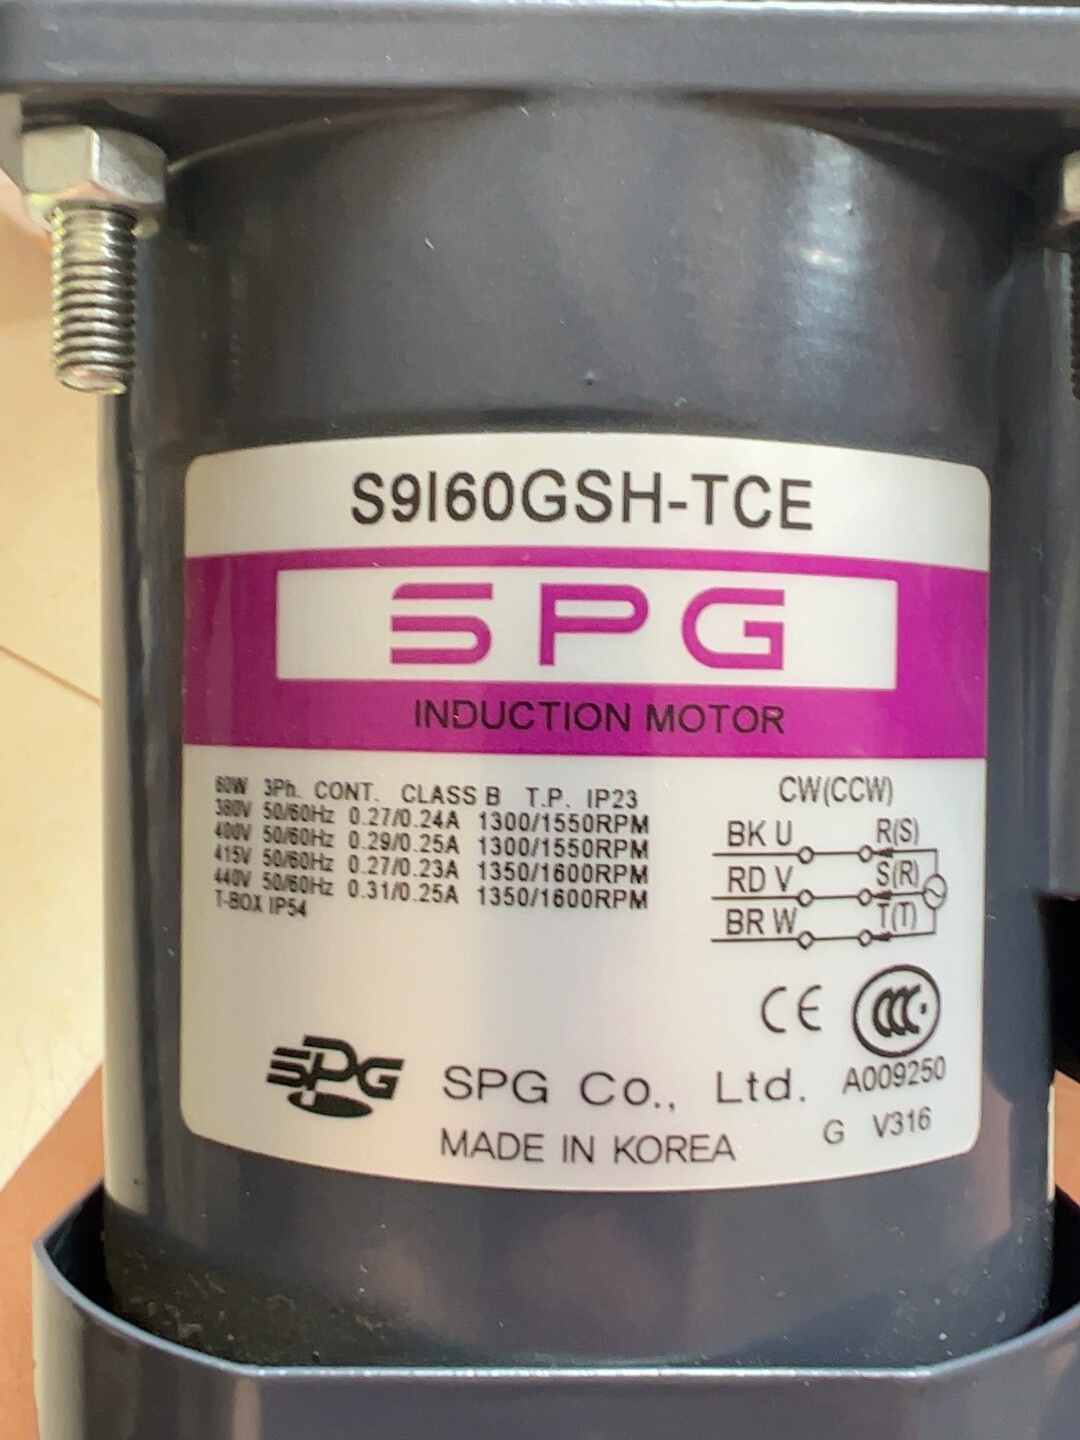 S9I60GSH-TCE
SPG
INDUCTION MOTOR
60W 3Ph. CONT. CLASS B T.P. IP23
380V 50/60Hz 0.27/0.24A 1300/1550RPM
400V 50/60Hz 0.29/0.25A 1300/1550RPM
415V 50/60Hz 0.27/0.23A 1350/1600RPM
440V 50/60Hz 0.31/0.25A 1350/1600RPM
T-BOX IP54
CW(CCW)
BK U R(S)
RD V S(R)
BR W T(T)
CE CCC
A009250
SPG SPG Co., Ltd.
MADE IN KOREA
G V316